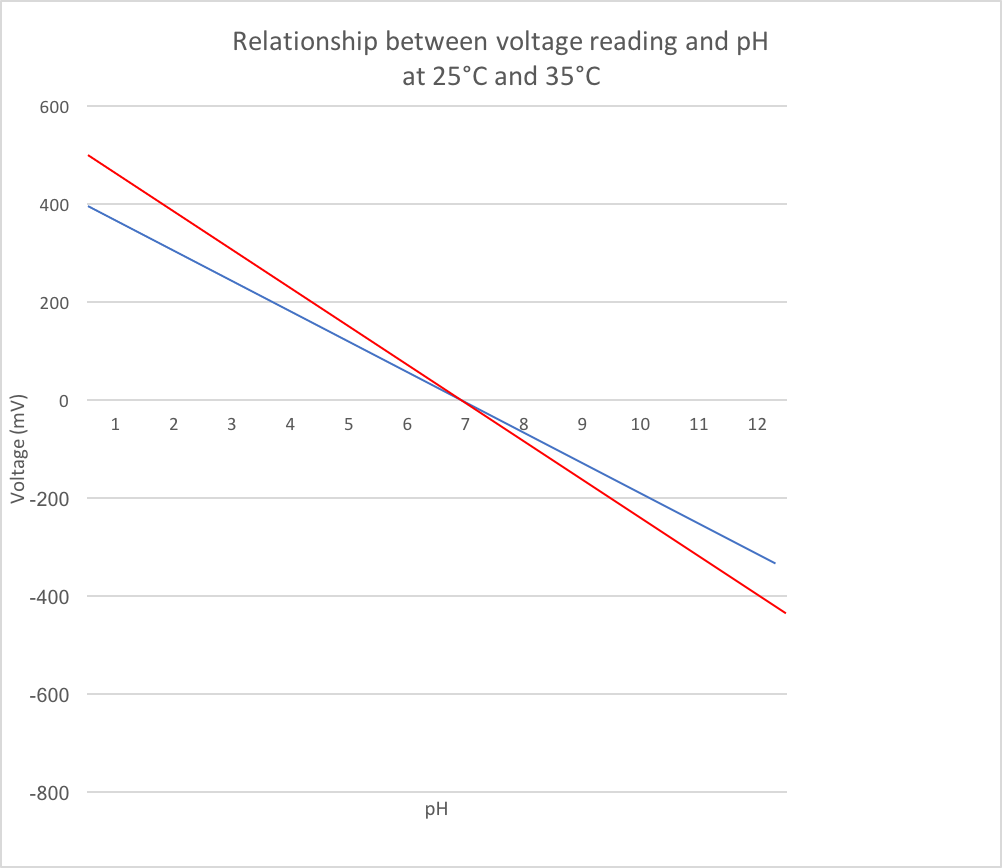 Relationship between voltage reading and pH
at 25°C and 35°C
600
400
200
0
1 2 3 4 5 6 7 8 9 10 11 12
Voltage (mV)
-200
-400
-600
-800
pH